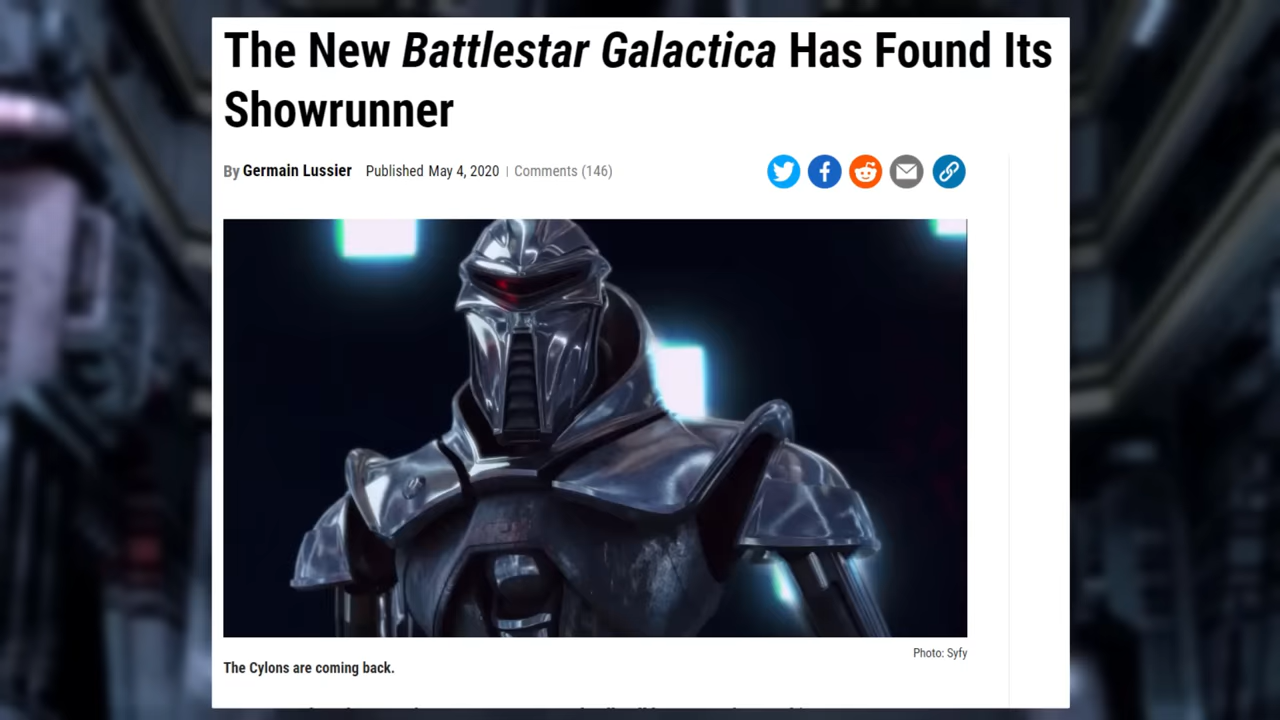 The New Battlestar Galactica Has Found Its
Showrunner
By Germain Lussier Published May 4, 2020 | Comments (146)
Photo: Syfy
The Cylons are coming back.